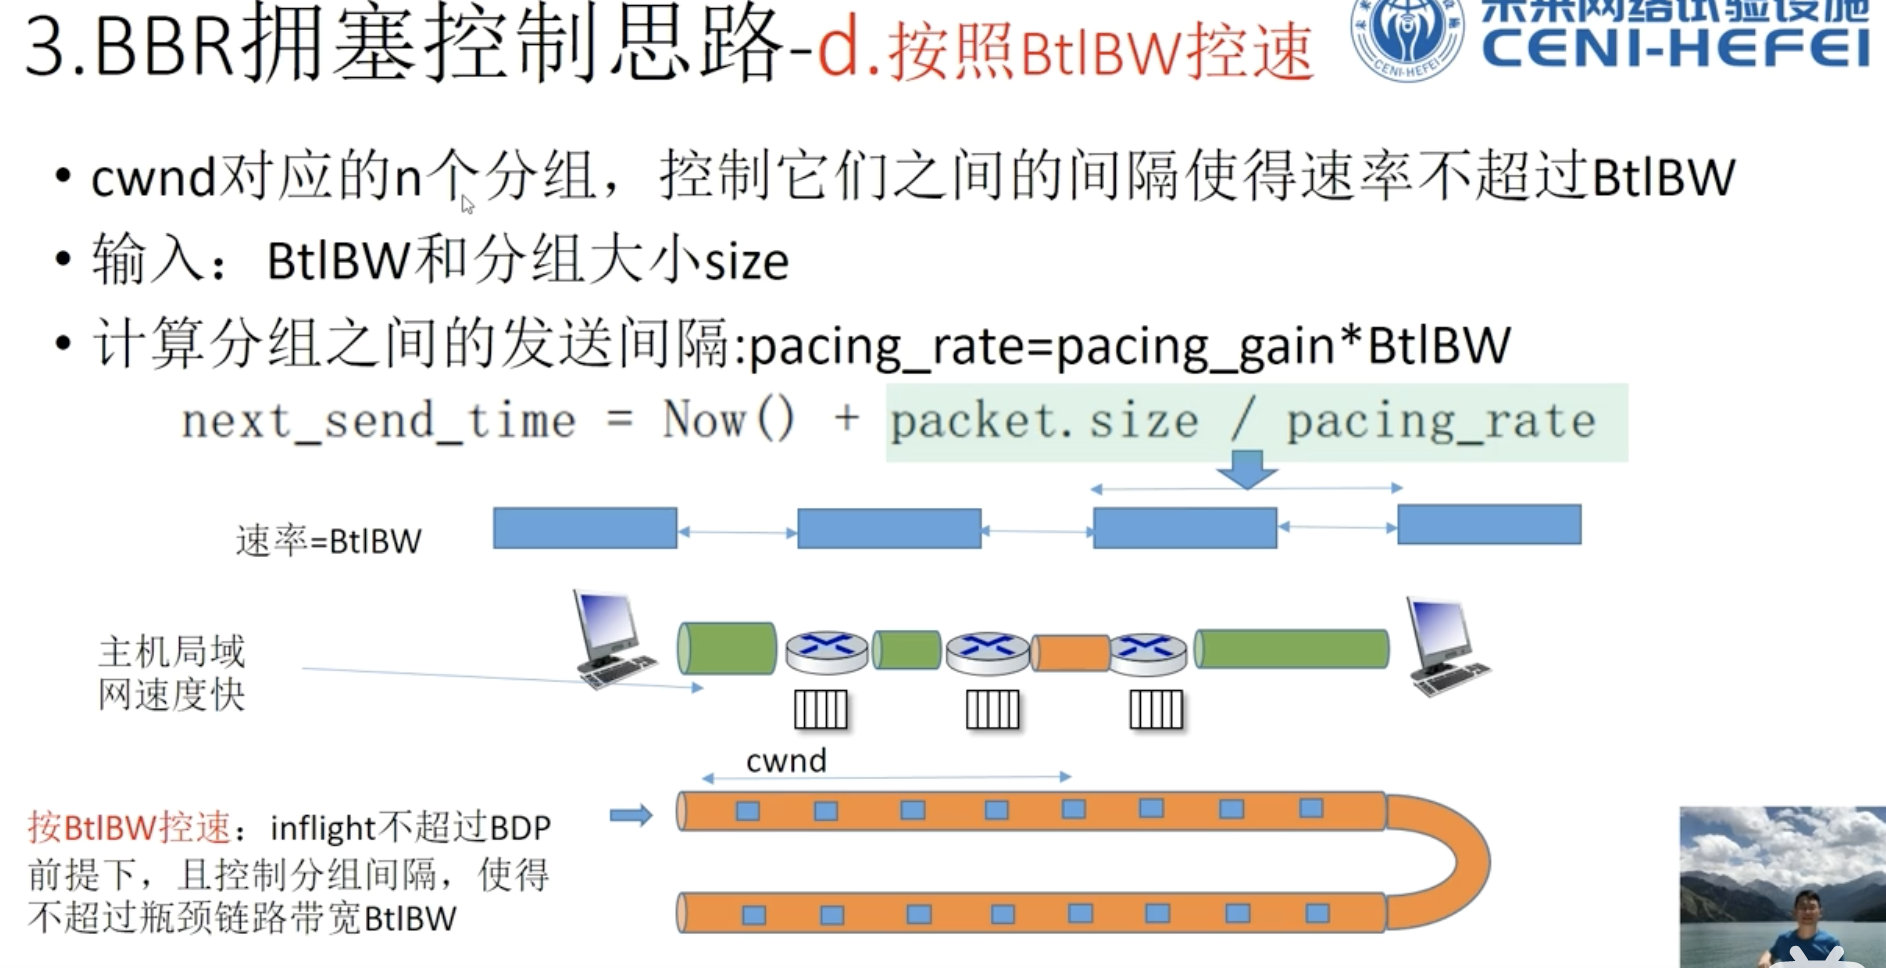 3.BBR拥塞控制思路-d.按照BtlBW控速
未来网络试验设施
CENI-HEFEI
CENI-HEFEI
• cwnd对应的n个分组，控制它们之间的间隔使得速率不超过BtlBW
• 输入：BtlBW和分组大小size
• 计算分组之间的发送间隔:pacing_rate=pacing_gain*BtlBW
next_send_time = Now() + packet.size / pacing_rate
速率=BtlBW
主机局域
网速度快
cwnd
按BtlBW控速：inflight不超过BDP
前提下，且控制分组间隔，使得
不超过瓶颈链路带宽BtlBW